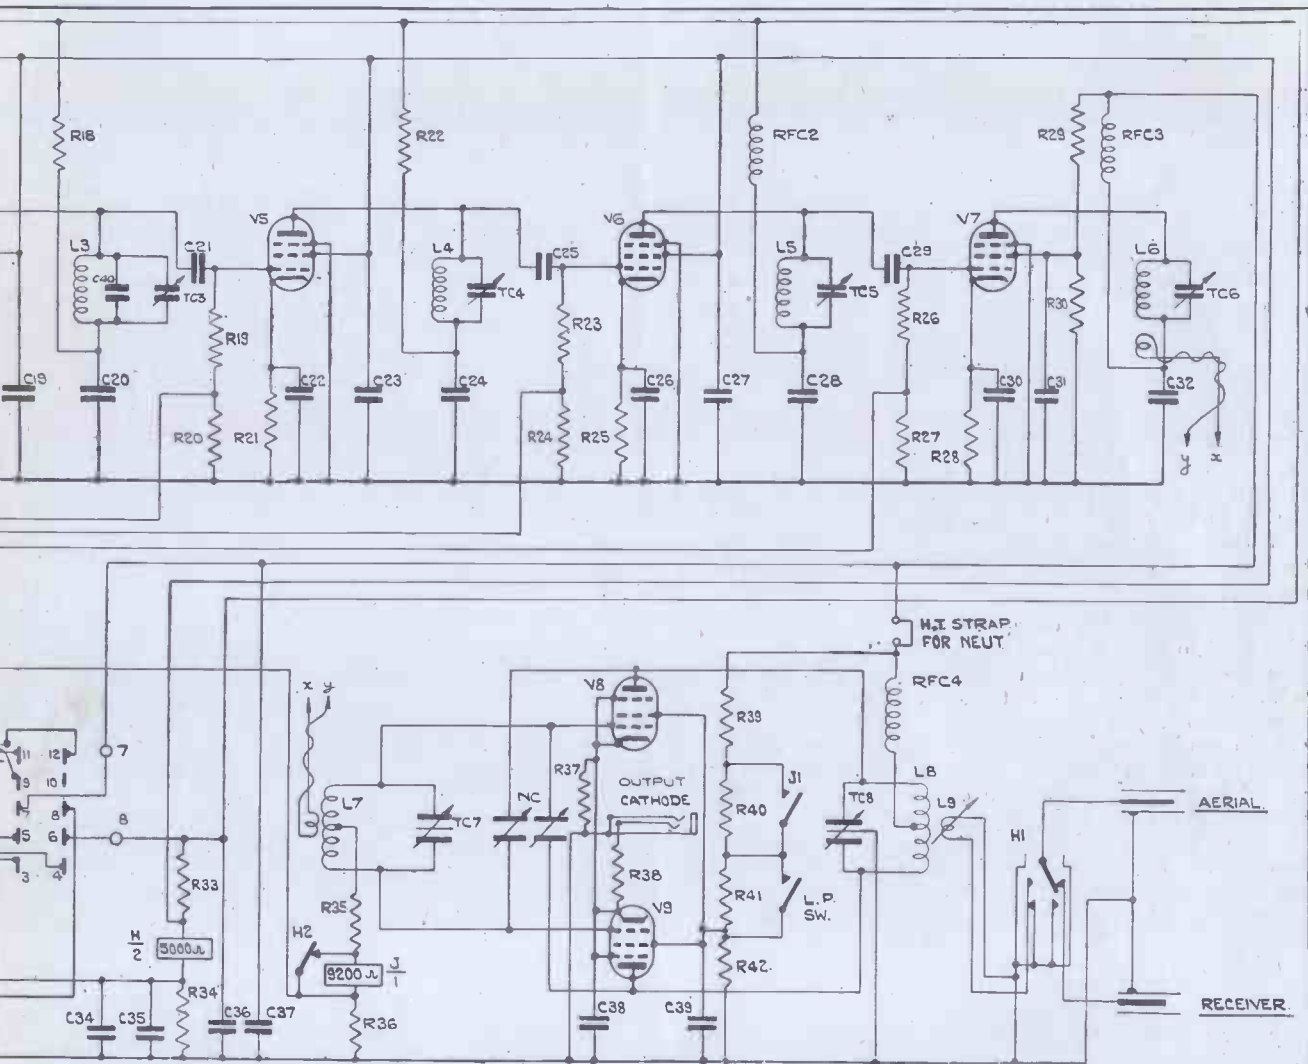 R18
R22
RFC2
R29
RFC3
L3
C40
TC3
C21
V5
L4
TC4
C25
V6
L5
TC5
C29
V7
L6
TC6
R19
R23
R26
R30
C19
C20
C22
C23
C24
C26
C27
C28
C30
C31
C32
R20
R21
R24
R25
R27
R28
y x
H.T STRAP
FOR NEUT
x y
V8
R39
RFC4
11 12
9 10
7 8
5 6
3 4
7
8
L7
TC7
NC
R37
OUTPUT
CATHODE
J1
R40
TC8
L8
L9
AERIAL.
H1
R33
R35
R38
V9
R41
L.P.
SW.
H/2
5000Ω
H2
9200Ω
J/1
R42
R34
R36
C34
C35
C36
C37
C38
C39
RECEIVER.